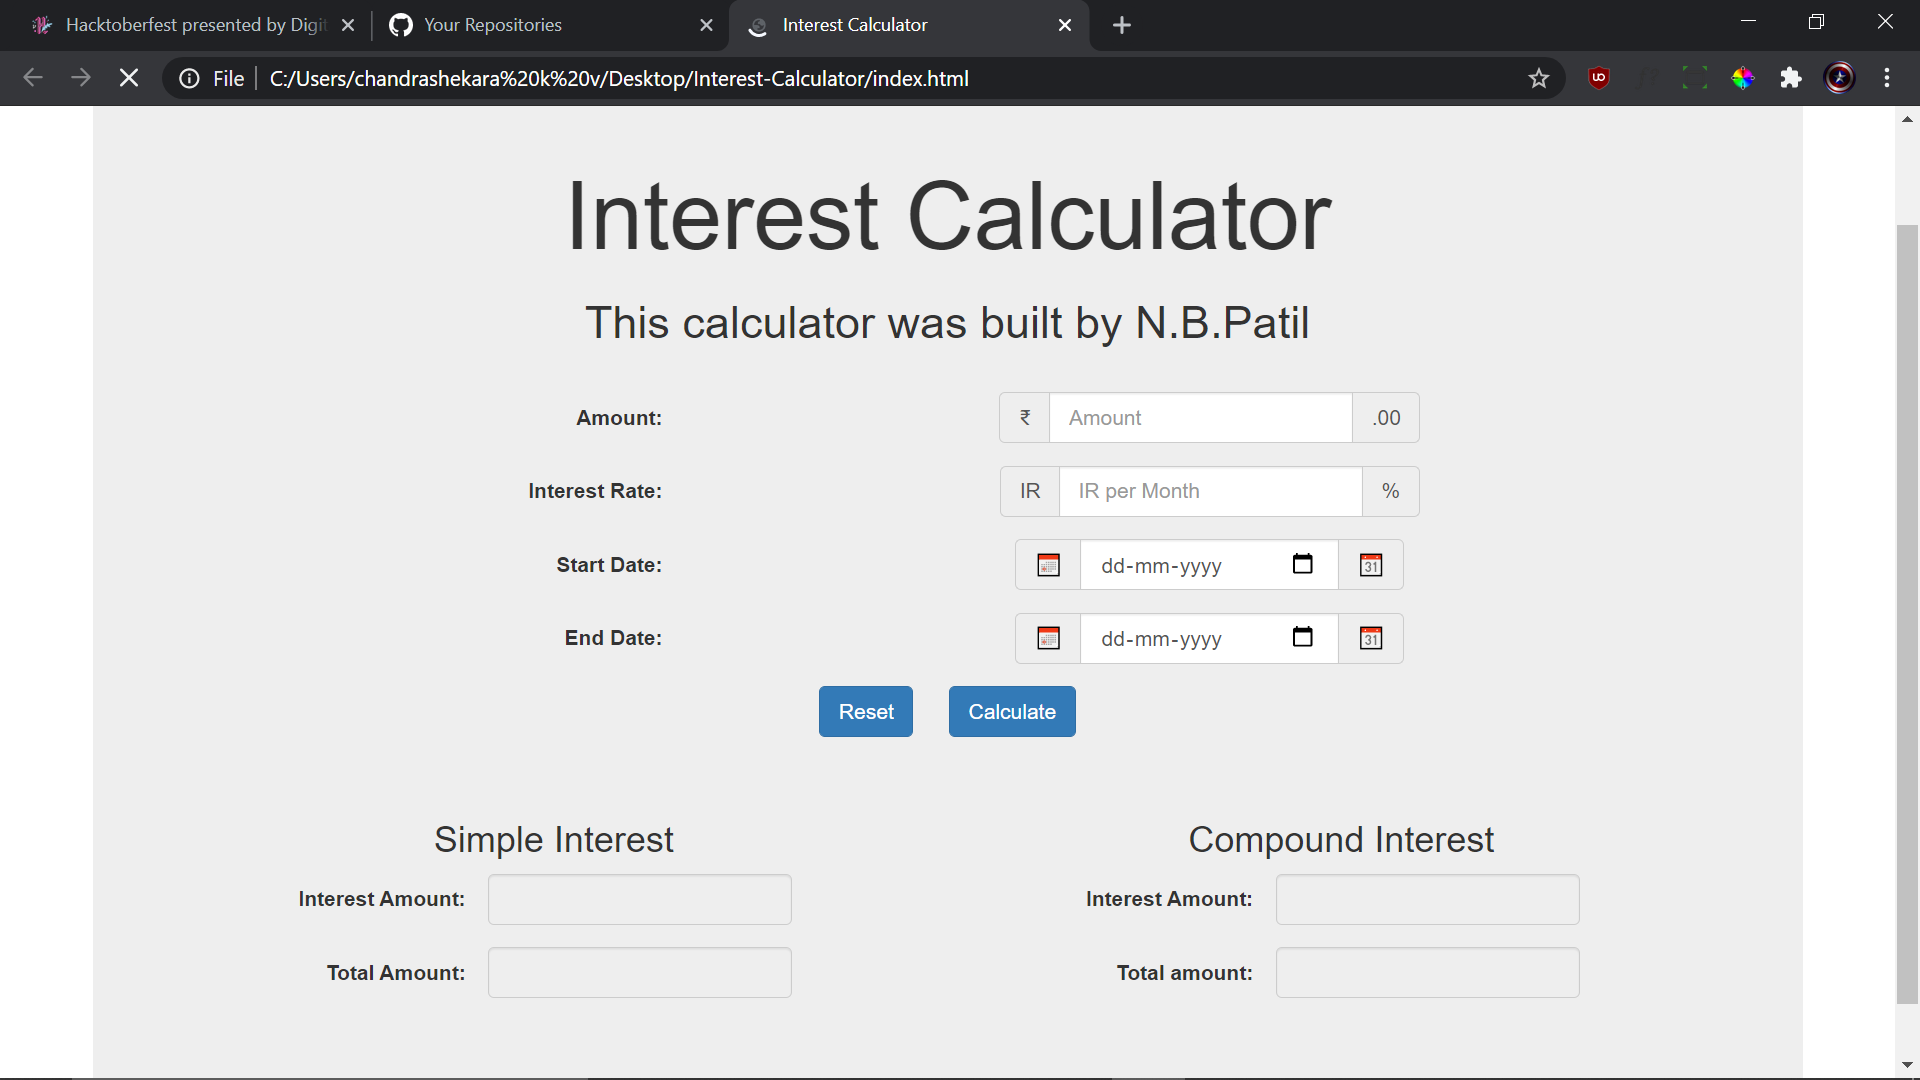 Hacktoberfest presented by Digit
Your Repositories
Interest Calculator
File
C:/Users/chandrashekara%20k%20v/Desktop/Interest-Calculator/index.html
Interest Calculator
This calculator was built by N.B.Patil
Amount: ₹ Amount .00
Interest Rate: IR IR per Month %
Start Date: dd-mm-yyyy 31
End Date: dd-mm-yyyy 31
Reset Calculate
Simple Interest
Interest Amount:
Total Amount:
Compound Interest
Interest Amount:
Total amount: